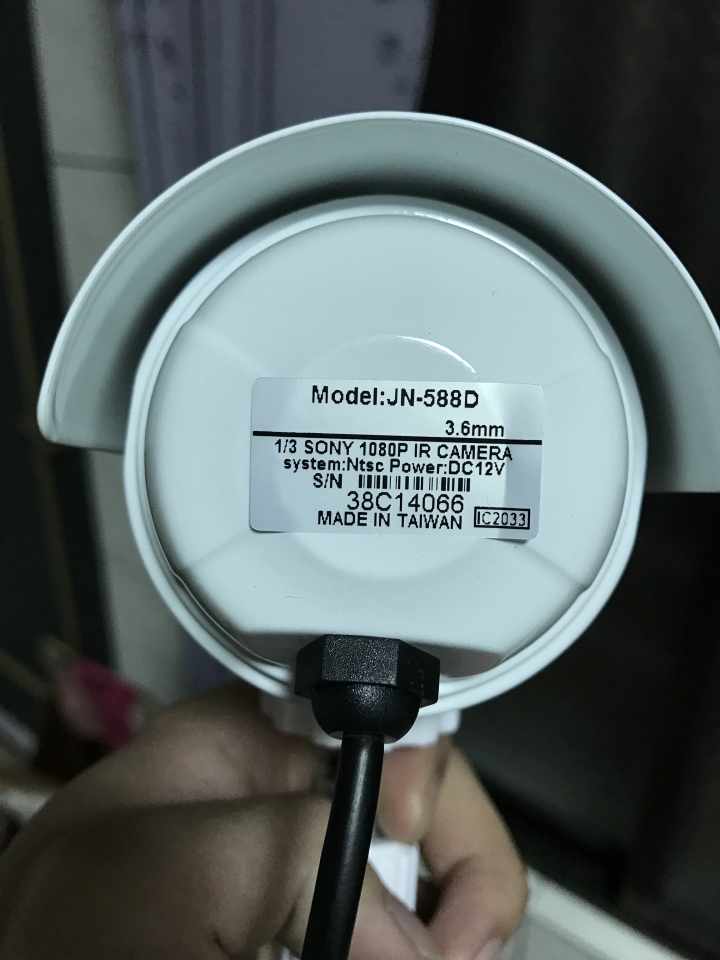 Model:JN-588D
3.6mm
1/3 SONY 1080P IR CAMERA
system:Ntsc Power:DC12V
S/N
38C14066
MADE IN TAIWAN IC2033